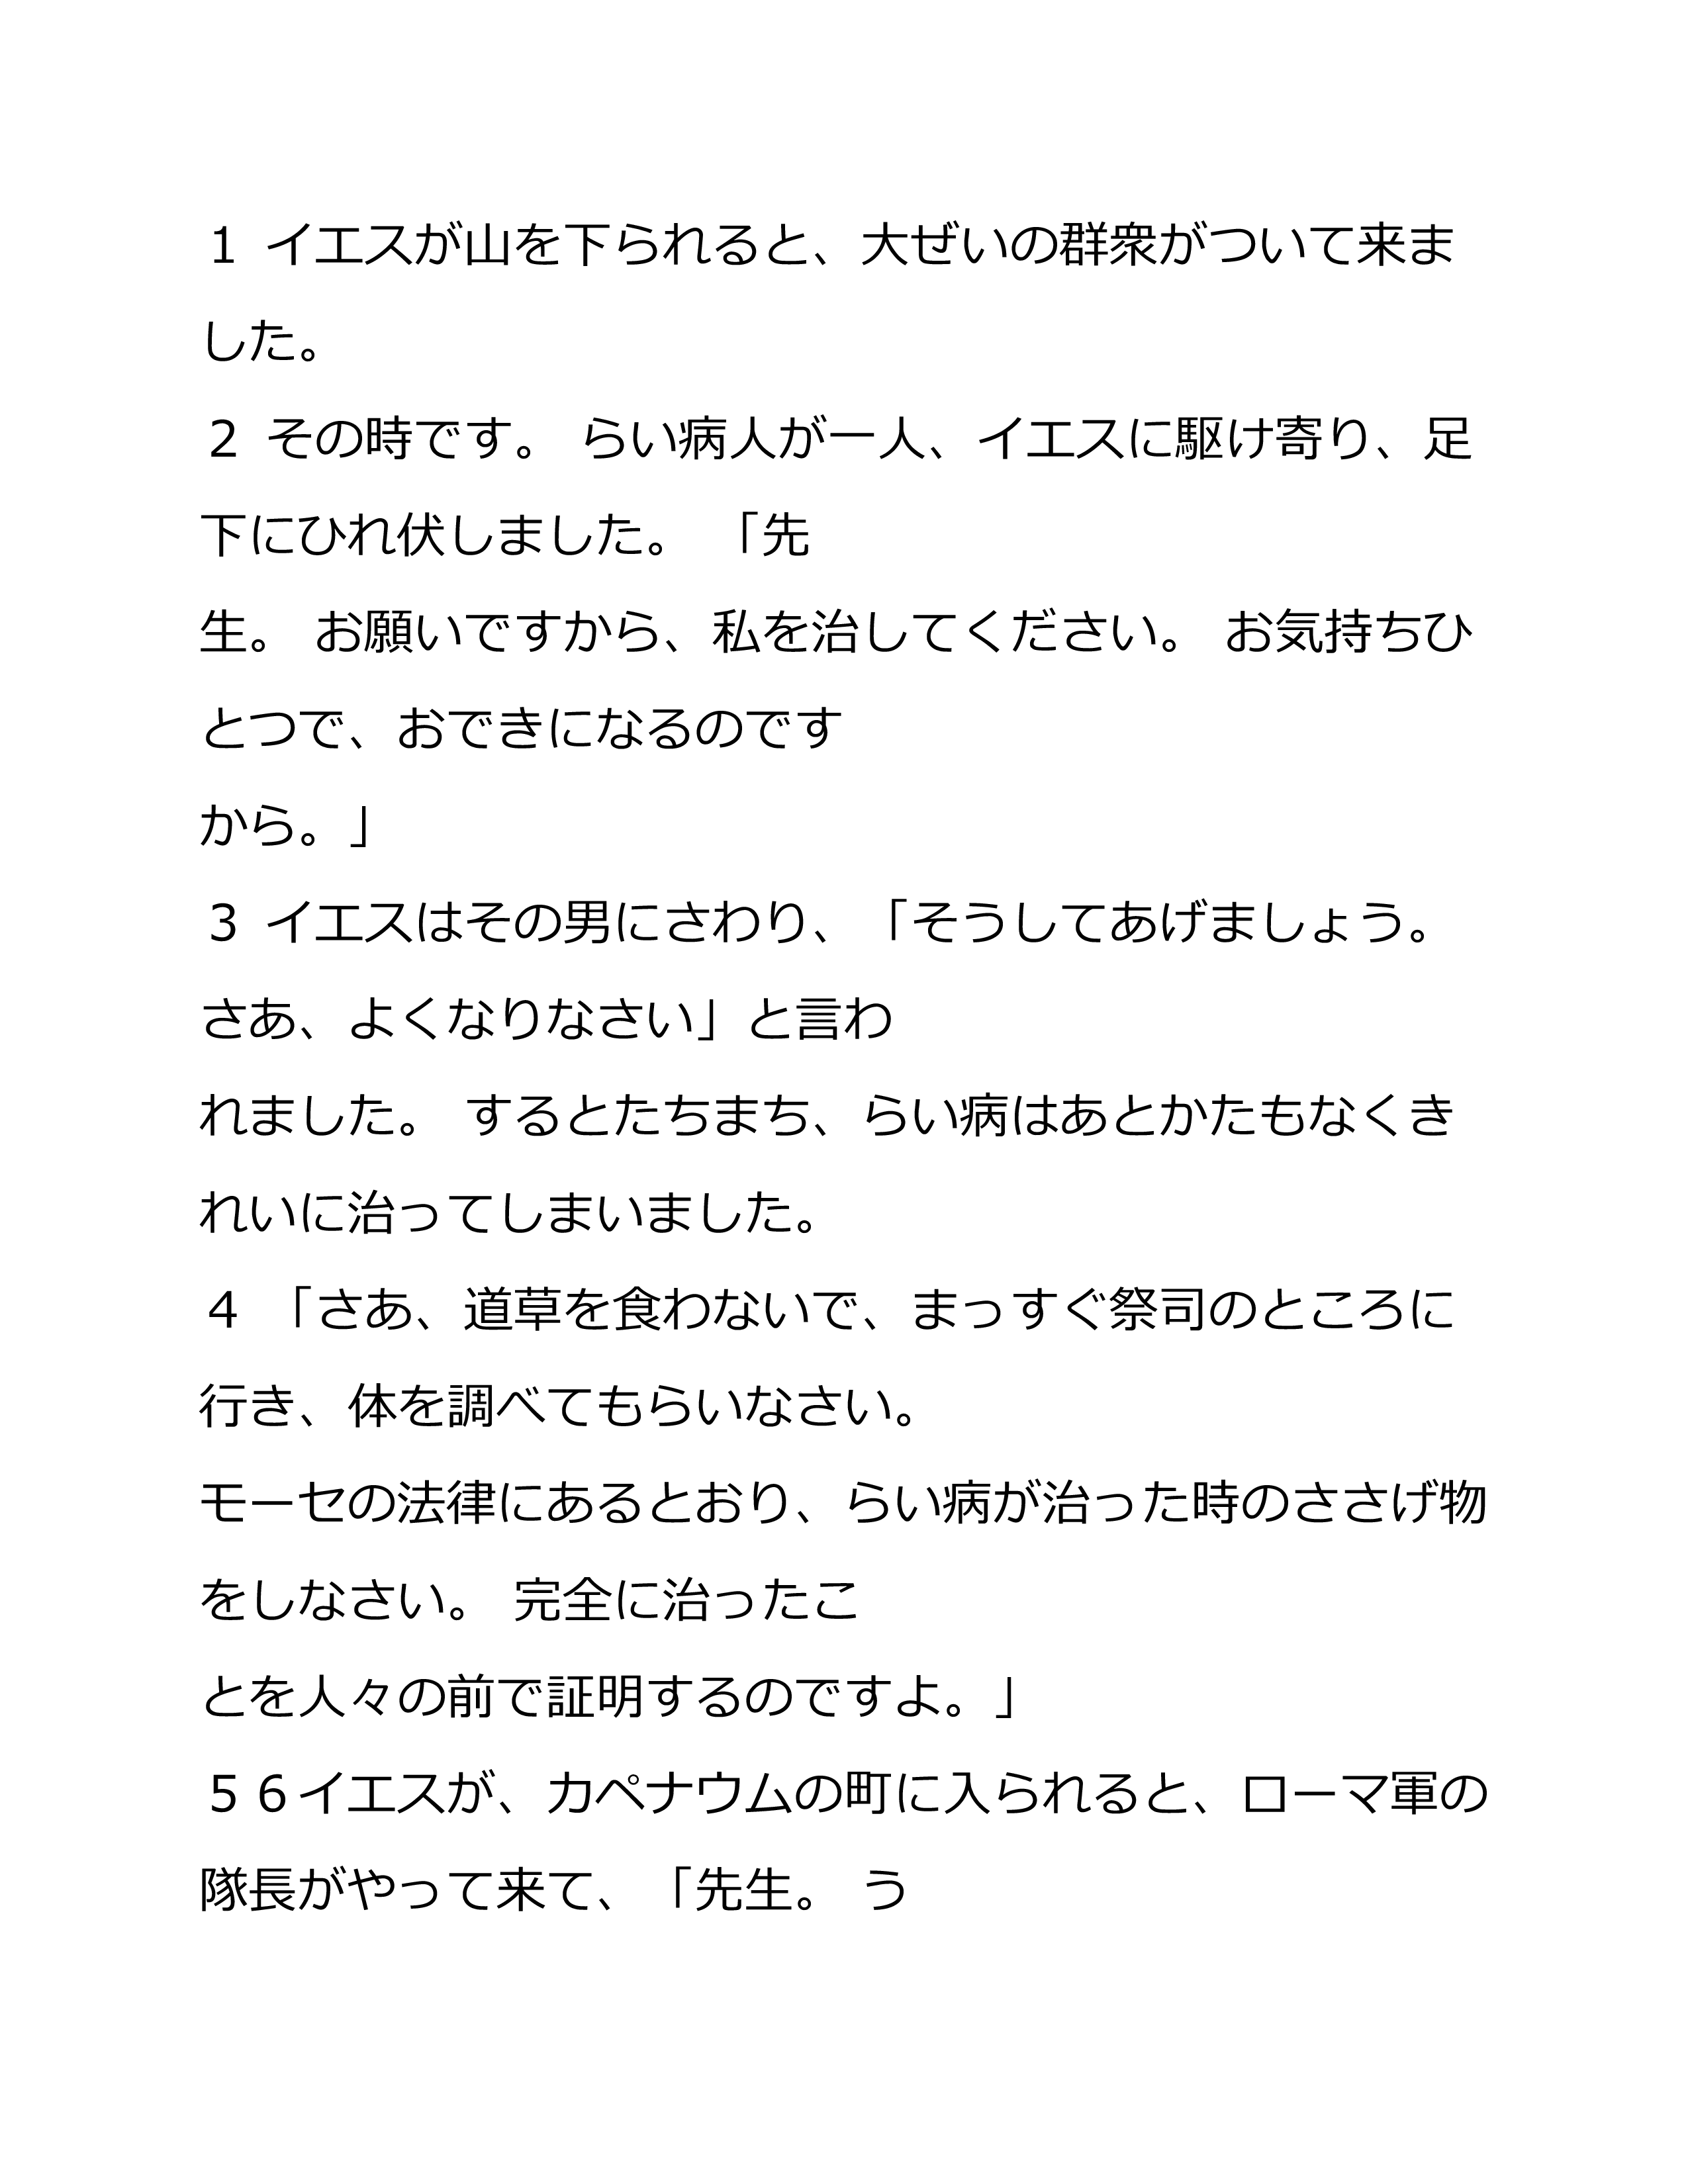 １ イエスが山を下られると、大ぜいの群衆がついて来ま
した。
２ その時です。 らい病人が一人、イエスに駆け寄り、足
下にひれ伏しました。 「先
生。 お願いですから、私を治してください。 お気持ちひ
とつで、おできになるのです
から。」
３ イエスはその男にさわり、「そうしてあげましょう。
さあ、よくなりなさい」と言わ
れました。 するとたちまち、らい病はあとかたもなくき
れいに治ってしまいました。
４ 「さあ、道草を食わないで、まっすぐ祭司のところに
行き、体を調べてもらいなさい。
モーセの法律にあるとおり、らい病が治った時のささげ物
をしなさい。 完全に治ったこ
とを人々の前で証明するのですよ。」
５６イエスが、カペナウムの町に入られると、ローマ軍の
隊長がやって来て、「先生。 う